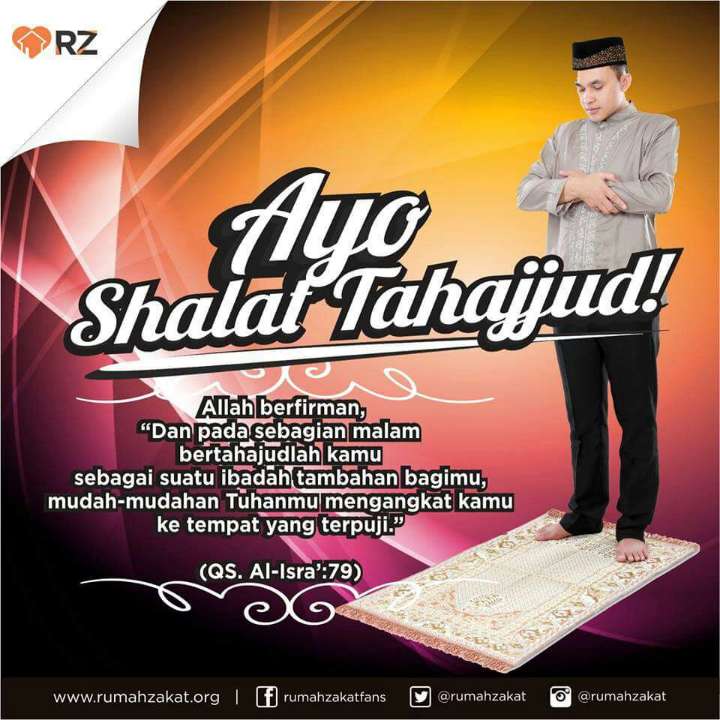 RZ
Ayo
Shalat Tahajjud!
Allah berfirman,
“Dan pada sebagian malam
bertahajudlah kamu
sebagai suatu ibadah tambahan bagimu,
mudah-mudahan Tuhanmu mengangkat kamu
ke tempat yang terpuji.”
(QS. Al-Isra’:79)
www.rumahzakat.org | rumahzakatfans @rumahzakat @rumahzakat